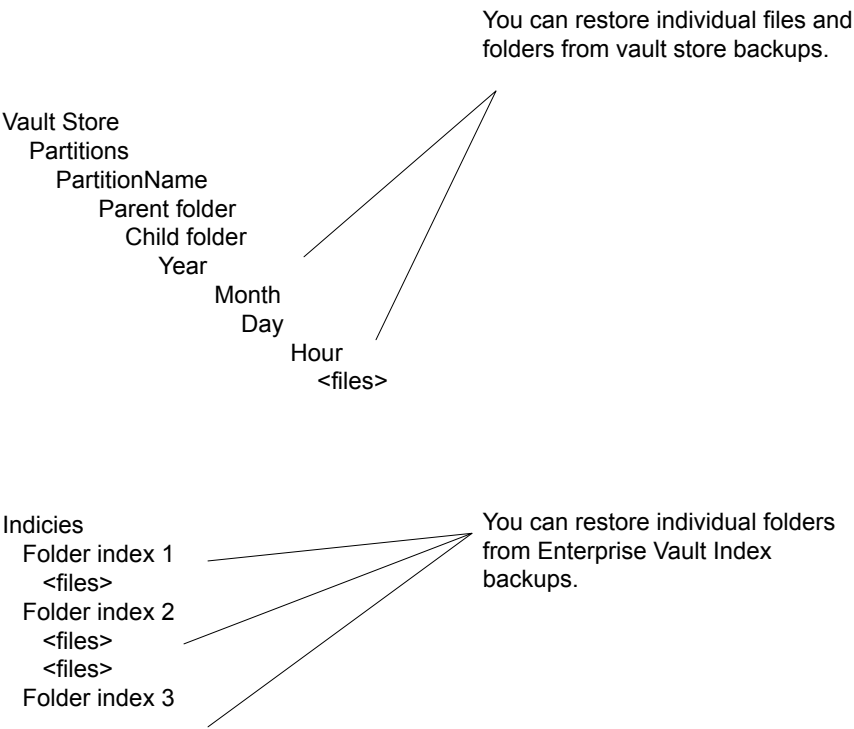 You can restore individual files and
folders from vault store backups.
Vault Store
Partitions
PartitionName
Parent folder
Child folder
Year
Month
Day
Hour
<files>
Indicies
Folder index 1
<files>
Folder index 2
<files>
<files>
Folder index 3
You can restore individual folders
from Enterprise Vault Index
backups.